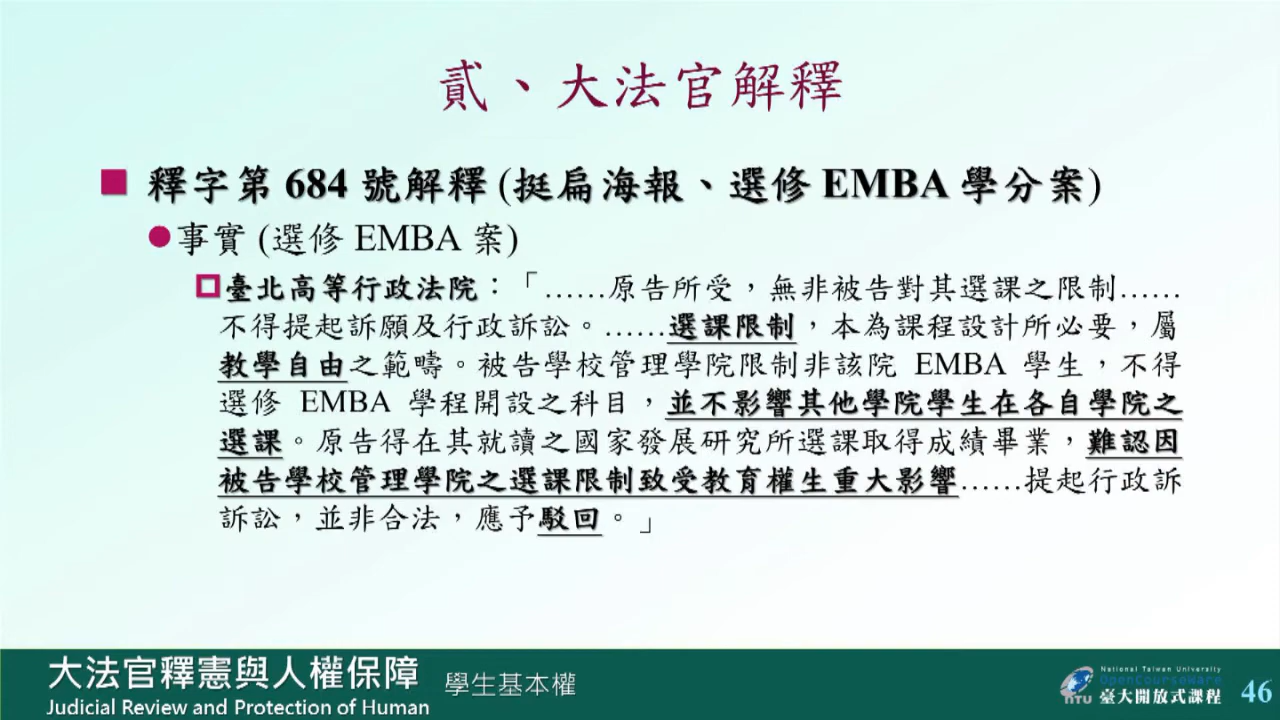 貳、大法官解釋
釋字第 684 號解釋 (挺扁海報、選修 EMBA 學分案)
事實 (選修 EMBA 案)
臺北高等行政法院：「……原告所受，無非被告對其選課之限制……
不得提起訴願及行政訴訟。……選課限制，本為課程設計所必要，屬
教學自由之範疇。被告學校管理學院限制非該院 EMBA 學生，不得
選修 EMBA 學程開設之科目，並不影響其他學院學生在各自學院之
選課。原告得在其就讀之國家發展研究所選課取得成績畢業，難認因
被告學校管理學院之選課限制致受教育權生重大影響……提起行政訴
訴訟，並非合法，應予駁回。」
大法官釋憲與人權保障 學生基本權
Judicial Review and Protection of Human
National Taiwan University
OpenCourseWare
NTU 臺大開放式課程
46